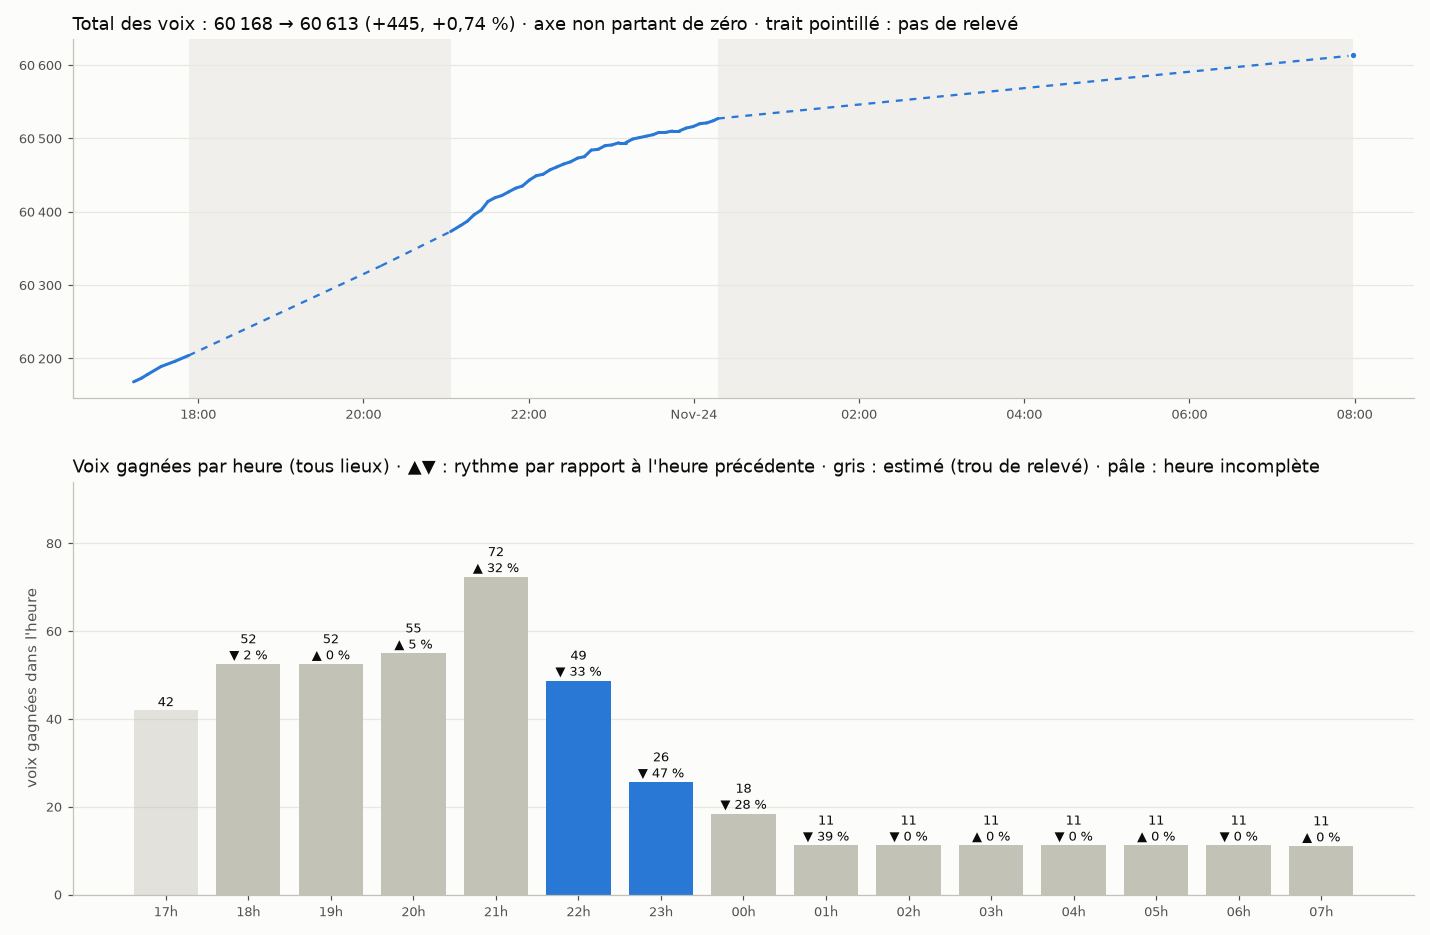 Total des voix : 60 168 → 60 613 (+445, +0,74 %) · axe non partant de zéro · trait pointillé : pas de relevé
60 600
60 500
60 400
60 300
60 200
18:00 20:00 22:00 Nov-24 02:00 04:00 06:00 08:00
Voix gagnées par heure (tous lieux) · ▲▼ : rythme par rapport à l'heure précédente · gris : estimé (trou de relevé) · pâle : heure incomplète
voix gagnées dans l'heure
80
60
40
20
0
42
52
▼ 2 %
52
▲ 0 %
55
▲ 5 %
72
▲ 32 %
49
▼ 33 %
26
▼ 47 %
18
▼ 28 %
11
▼ 39 %
11
▼ 0 %
11
▲ 0 %
11
▼ 0 %
11
▲ 0 %
11
▼ 0 %
11
▲ 0 %
17h 18h 19h 20h 21h 22h 23h 00h 01h 02h 03h 04h 05h 06h 07h